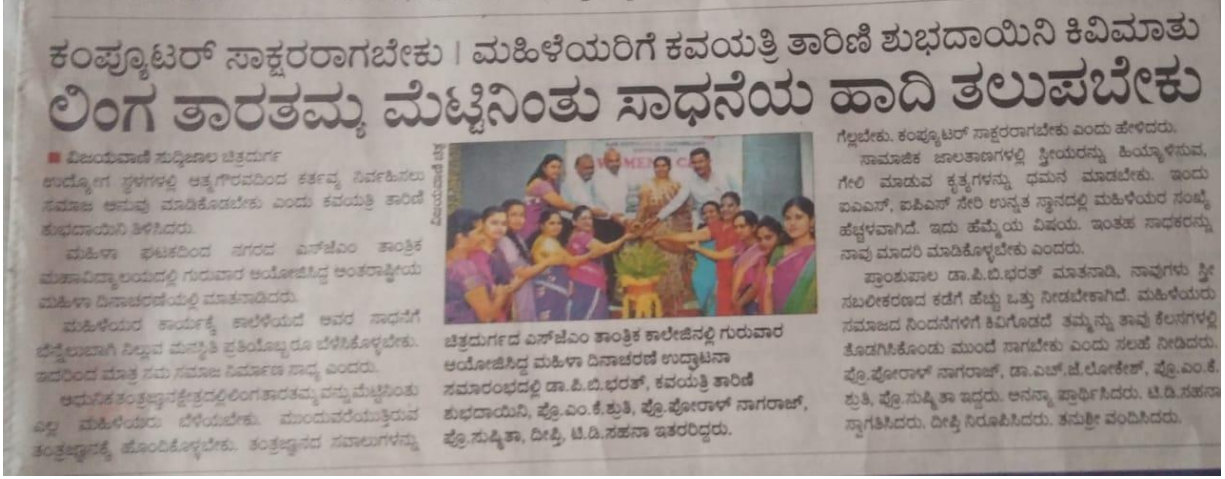 ಕಂಪ್ಯೂಟರ್ ಸಾಕ್ಷರರಾಗಬೇಕು | ಮಹಿಳೆಯರಿಗೆ ಕವಯತ್ರಿ ತಾರಿಣಿ ಶುಭದಾಯಿನಿ ಕಿವಿಮಾತು
ಲಿಂಗ ತಾರತಮ್ಯ ಮೆಟ್ಟಿನಿಂತು ಸಾಧನೆಯ ಹಾದಿ ತಲುಪಬೇಕು
■ ವಿಜಯವಾಣಿ ಸುದ್ದಿಜಾಲ ಚಿತ್ರದುರ್ಗ
ಉದ್ಯೋಗ ಸ್ಥಳಗಳಲ್ಲಿ ಆತ್ಮಗೌರವದಿಂದ ಕರ್ತವ್ಯ ನಿರ್ವಹಿಸಲು
ಸಮಾಜ ಅನುವು ಮಾಡಿಕೊಡಬೇಕು ಎಂದು ಕವಯತ್ರಿ ತಾರಿಣಿ
ಶುಭದಾಯಿನಿ ತಿಳಿಸಿದರು.
ಮಹಿಳಾ ಘಟಕದಿಂದ ನಗರದ ಎಸ್‌ಜೆಎಂ ತಾಂತ್ರಿಕ
ಮಹಾವಿದ್ಯಾಲಯದಲ್ಲಿ ಗುರುವಾರ ಆಯೋಜಿಸಿದ್ದ ಅಂತರಾಷ್ಟ್ರೀಯ
ಮಹಿಳಾ ದಿನಾಚರಣೆಯಲ್ಲಿ ಮಾತನಾಡಿದರು.
ಮಹಿಳೆಯರ ಕಾರ್ಯಕ್ಕೆ ಕಾಲೆಳೆಯದೆ ಅವರ ಸಾಧನೆಗೆ
ಬೆನ್ನೆಲುಬಾಗಿ ನಿಲ್ಲುವ ಮನಸ್ಥಿತಿ ಪ್ರತಿಯೊಬ್ಬರೂ ಬೆಳೆಸಿಕೊಳ್ಳಬೇಕು.
ಇದರಿಂದ ಮಾತ್ರ ಸಮ ಸಮಾಜ ನಿರ್ಮಾಣ ಸಾಧ್ಯ ಎಂದರು.
ಆಧುನಿಕ ತಂತ್ರಜ್ಞಾನ ಕ್ಷೇತ್ರದಲ್ಲಿ ಲಿಂಗ ತಾರತಮ್ಯವನ್ನು ಮೆಟ್ಟಿನಿಂತು
ಎಲ್ಲ ಮಹಿಳೆಯರು ಬೆಳೆಯಬೇಕು. ಮುಂದುವರೆಯುತ್ತಿರುವ
ತಂತ್ರಜ್ಞಾನಕ್ಕೆ ಹೊಂದಿಕೊಳ್ಳಬೇಕು. ತಂತ್ರಜ್ಞಾನದ ಸವಾಲುಗಳನ್ನು
ವಿಜಯವಾಣಿ ಚಿತ್ರ
WOMEN
ಚಿತ್ರದುರ್ಗದ ಎಸ್‌ಜೆಎಂ ತಾಂತ್ರಿಕ ಕಾಲೇಜಿನಲ್ಲಿ ಗುರುವಾರ
ಆಯೋಜಿಸಿದ್ದ ಮಹಿಳಾ ದಿನಾಚರಣೆ ಉದ್ಘಾಟನಾ
ಸಮಾರಂಭದಲ್ಲಿ ಡಾ.ಪಿ.ಬಿ.ಭರತ್, ಕವಯತ್ರಿ ತಾರಿಣಿ
ಶುಭದಾಯಿನಿ, ಪ್ರೊ.ಎಂ.ಕೆ.ಶ್ರುತಿ, ಪ್ರೊ.ಪೋರಾಳ್ ನಾಗರಾಜ್,
ಪ್ರೊ.ಸುಷ್ಮಿತಾ, ದೀಪ್ತಿ, ಟಿ.ಡಿ.ಸಹನಾ ಇತರರಿದ್ದರು.
ಗೆಲ್ಲಬೇಕು. ಕಂಪ್ಯೂಟರ್ ಸಾಕ್ಷರರಾಗಬೇಕು ಎಂದು ಹೇಳಿದರು.
ಸಾಮಾಜಿಕ ಜಾಲತಾಣಗಳಲ್ಲಿ ಸ್ತ್ರೀಯರನ್ನು ಹಿಯ್ಯಾಳಿಸುವ,
ಗೇಲಿ ಮಾಡುವ ಕೃತ್ಯಗಳನ್ನು ಧಮನ ಮಾಡಬೇಕು. ಇಂದು
ಐಎಎಸ್, ಐಪಿಎಸ್ ಸೇರಿ ಉನ್ನತ ಸ್ಥಾನದಲ್ಲಿ ಮಹಿಳೆಯರ ಸಂಖ್ಯೆ
ಹೆಚ್ಚಳವಾಗಿದೆ. ಇದು ಹೆಮ್ಮೆಯ ವಿಷಯ. ಇಂತಹ ಸಾಧಕರನ್ನು
ನಾವು ಮಾದರಿ ಮಾಡಿಕೊಳ್ಳಬೇಕು ಎಂದರು.
ಪ್ರಾಂಶುಪಾಲ ಡಾ.ಪಿ.ಬಿ.ಭರತ್ ಮಾತನಾಡಿ, ನಾವುಗಳು ಸ್ತ್ರೀ
ಸಬಲೀಕರಣದ ಕಡೆಗೆ ಹೆಚ್ಚು ಒತ್ತು ನೀಡಬೇಕಾಗಿದೆ. ಮಹಿಳೆಯರು
ಸಮಾಜದ ನಿಂದನೆಗಳಿಗೆ ಕಿವಿಗೊಡದೆ ತಮ್ಮನ್ನು ತಾವು ಕೆಲಸಗಳಲ್ಲಿ
ತೊಡಗಿಸಿಕೊಂಡು ಮುಂದೆ ಸಾಗಬೇಕು ಎಂದು ಸಲಹೆ ನೀಡಿದರು.
ಪ್ರೊ.ಪೋರಾಳ್ ನಾಗರಾಜ್, ಡಾ.ಎಚ್.ಜೆ.ಲೋಕೇಶ್, ಪ್ರೊ.ಎಂ.ಕೆ.
ಶ್ರುತಿ, ಪ್ರೊ.ಸುಷ್ಮಿತಾ ಇದ್ದರು. ಅನನ್ಯಾ ಪ್ರಾರ್ಥಿಸಿದರು. ಟಿ.ಡಿ.ಸಹನಾ
ಸ್ವಾಗತಿಸಿದರು. ದೀಪ್ತಿ ನಿರೂಪಿಸಿದರು. ತನುಶ್ರೀ ವಂದಿಸಿದರು.